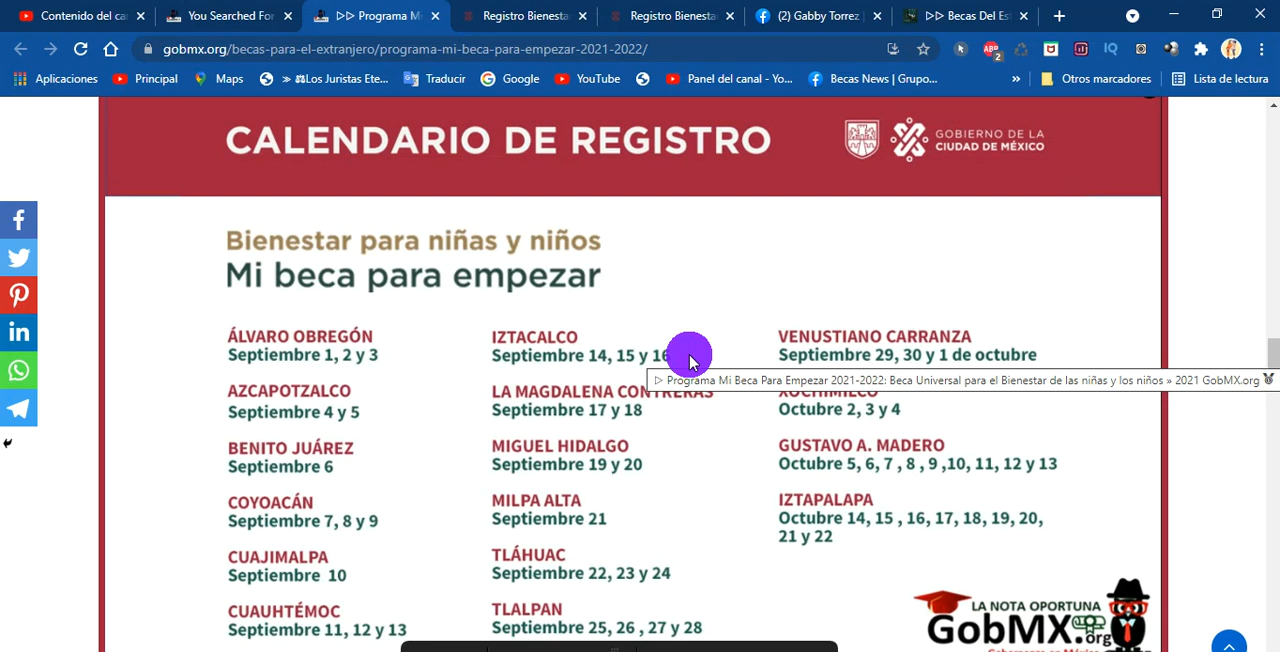 Contenido del ca
You Searched For
▷▷ Programa Mi
Registro Bienesta
Registro Bienesta
(2) Gabby Torrez |
▷▷ Becas Del Es
gobmx.org/becas-para-el-extranjero/programa-mi-beca-para-empezar-2021-2022/
ABP
2
IQ
Aplicaciones
Principal
Maps
» ⚖Los Juristas Ete...
Traducir
Google
YouTube
Panel del canal - Yo...
Becas News | Grupo...
»
Otros marcadores
Lista de lectura
CALENDARIO DE REGISTRO
GOBIERNO DE LA
CIUDAD DE MÉXICO
Bienestar para niñas y niños
Mi beca para empezar
ÁLVARO OBREGÓN
Septiembre 1, 2 y 3
AZCAPOTZALCO
Septiembre 4 y 5
BENITO JUÁREZ
Septiembre 6
COYOACÁN
Septiembre 7, 8 y 9
CUAJIMALPA
Septiembre 10
CUAUHTÉMOC
Septiembre 11, 12 y 13
IZTACALCO
Septiembre 14, 15 y 16
LA MAGDALENA CONTRERAS
Septiembre 17 y 18
MIGUEL HIDALGO
Septiembre 19 y 20
MILPA ALTA
Septiembre 21
TLÁHUAC
Septiembre 22, 23 y 24
TLALPAN
Septiembre 25, 26 , 27 y 28
VENUSTIANO CARRANZA
Septiembre 29, 30 y 1 de octubre
▷ Programa Mi Beca Para Empezar 2021-2022: Beca Universal para el Bienestar de las niñas y los niños » 2021 GobMX.org
XOCHIMILCO
Octubre 2, 3 y 4
GUSTAVO A. MADERO
Octubre 5, 6, 7 , 8 , 9 ,10, 11, 12 y 13
IZTAPALAPA
Octubre 14, 15 , 16, 17, 18, 19, 20,
21 y 22
LA NOTA OPORTUNA
GobMX.org